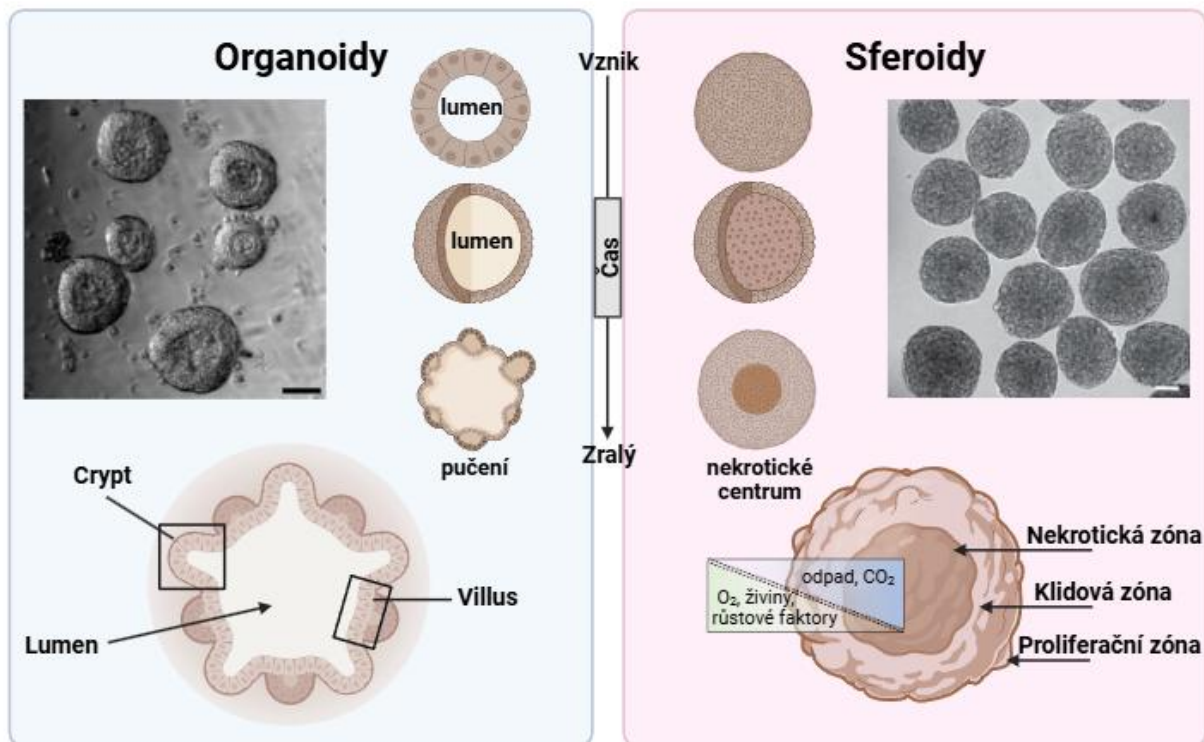 Organoidy
lumen
lumen
pučení
Crypt
Villus
Lumen
Vznik
Čas
Zralý
Sferoidy
nekrotické
centrum
Nekrotická zóna
odpad, CO₂
O₂, živiny,
růstové faktory
Klidová zóna
Proliferační zóna